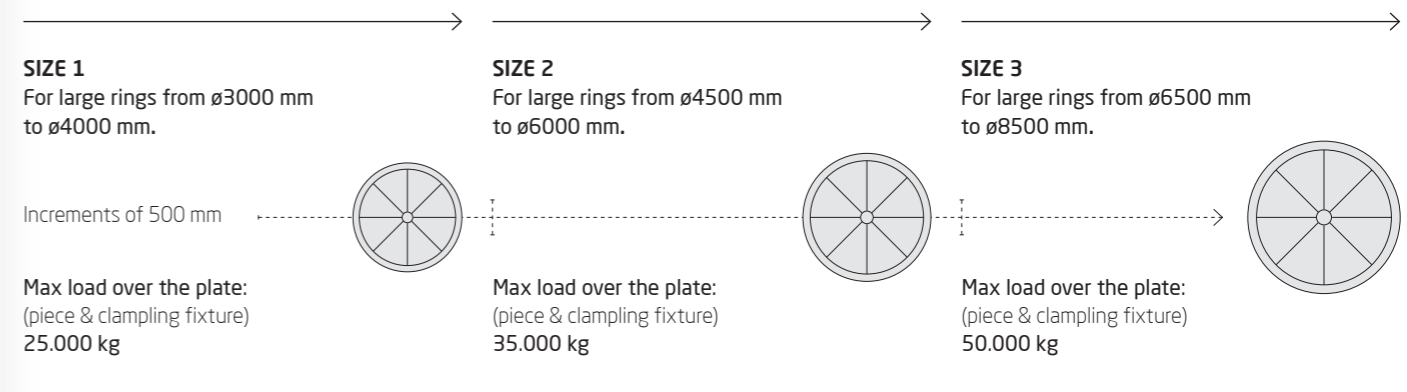 SIZE 1
For large rings from ø3000 mm
to ø4000 mm.
SIZE 2
For large rings from ø4500 mm
to ø6000 mm.
SIZE 3
For large rings from ø6500 mm
to ø8500 mm.
Increments of 500 mm
Max load over the plate:
(piece & clampling fixture)
25.000 kg
Max load over the plate:
(piece & clampling fixture)
35.000 kg
Max load over the plate:
(piece & clampling fixture)
50.000 kg